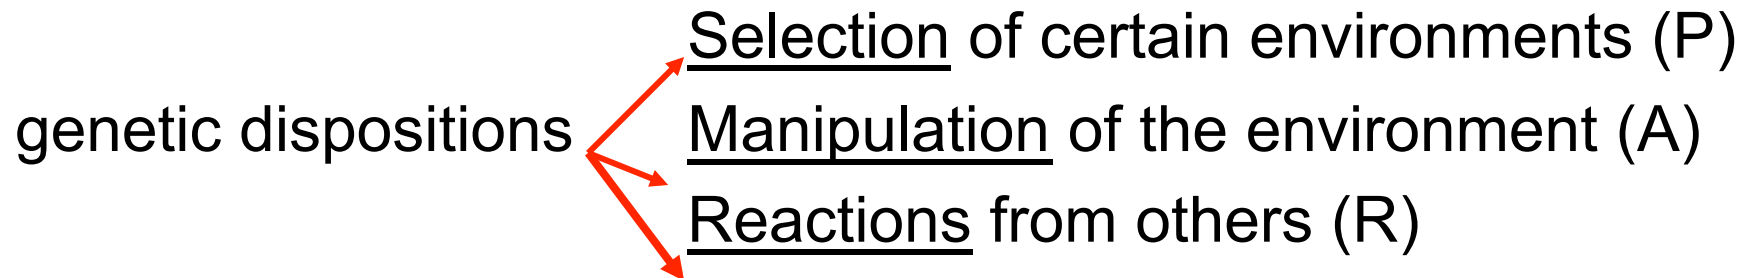 Selection of certain environments (P)
genetic dispositions Manipulation of the environment (A)
Reactions from others (R)